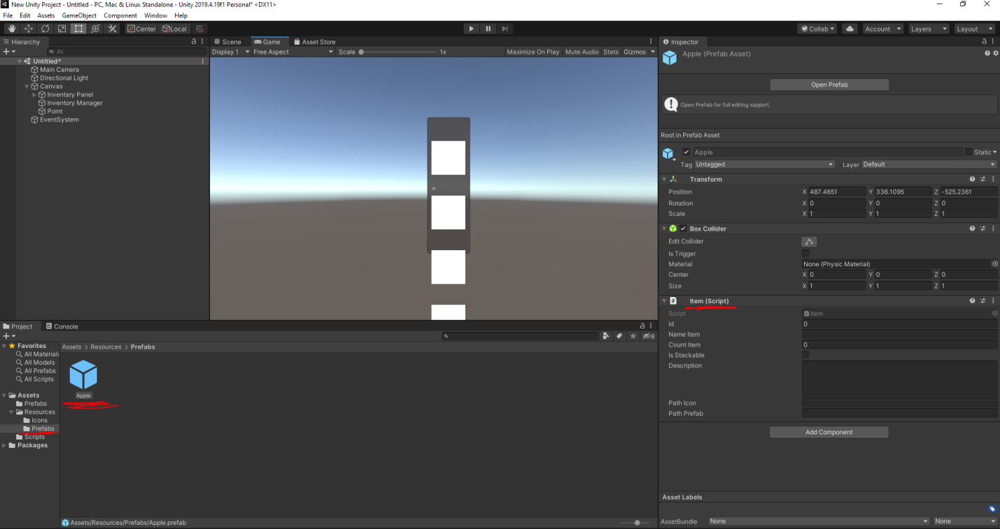 New Unity Project - Untitled - PC, Mac & Linux Standalone - Unity 2019.4.19f1 Personal* <DX11>
File Edit Assets GameObject Component Window Help
Center Local Collab Account Layers Layout
Hierarchy
All
Untitled*
Main Camera
Directional Light
Canvas
Inventory Panel
Inventory Manager
Point
EventSystem
Scene Game Asset Store
Display 1 Free Aspect Scale 1x Maximize On Play Mute Audio Stats Gizmos
Inspector
Apple (Prefab Asset)
Open Prefab
Open Prefab for full editing support.
Root in Prefab Asset
Apple Static
Tag Untagged Layer Default
Transform
Position X 487.4651 Y 336.1095 Z -525.2361
Rotation X 0 Y 0 Z 0
Scale X 1 Y 1 Z 1
Box Collider
Edit Collider
Is Trigger
Material None (Physic Material)
Center X 0 Y 0 Z 0
Size X 1 Y 1 Z 1
Item (Script)
Script Item
Id 0
Name Item
Count Item 0
Is Stackable
Description
Path Icon
Path Prefab
Add Component
Asset Labels
AssetBundle None None
Project Console
8
Favorites
All Materials
All Models
All Prefabs
All Scripts
Assets
Prefabs
Resources
Icons
Prefabs
Scripts
Packages
Assets > Resources > Prefabs
Apple
Assets/Resources/Prefabs/Apple.prefab